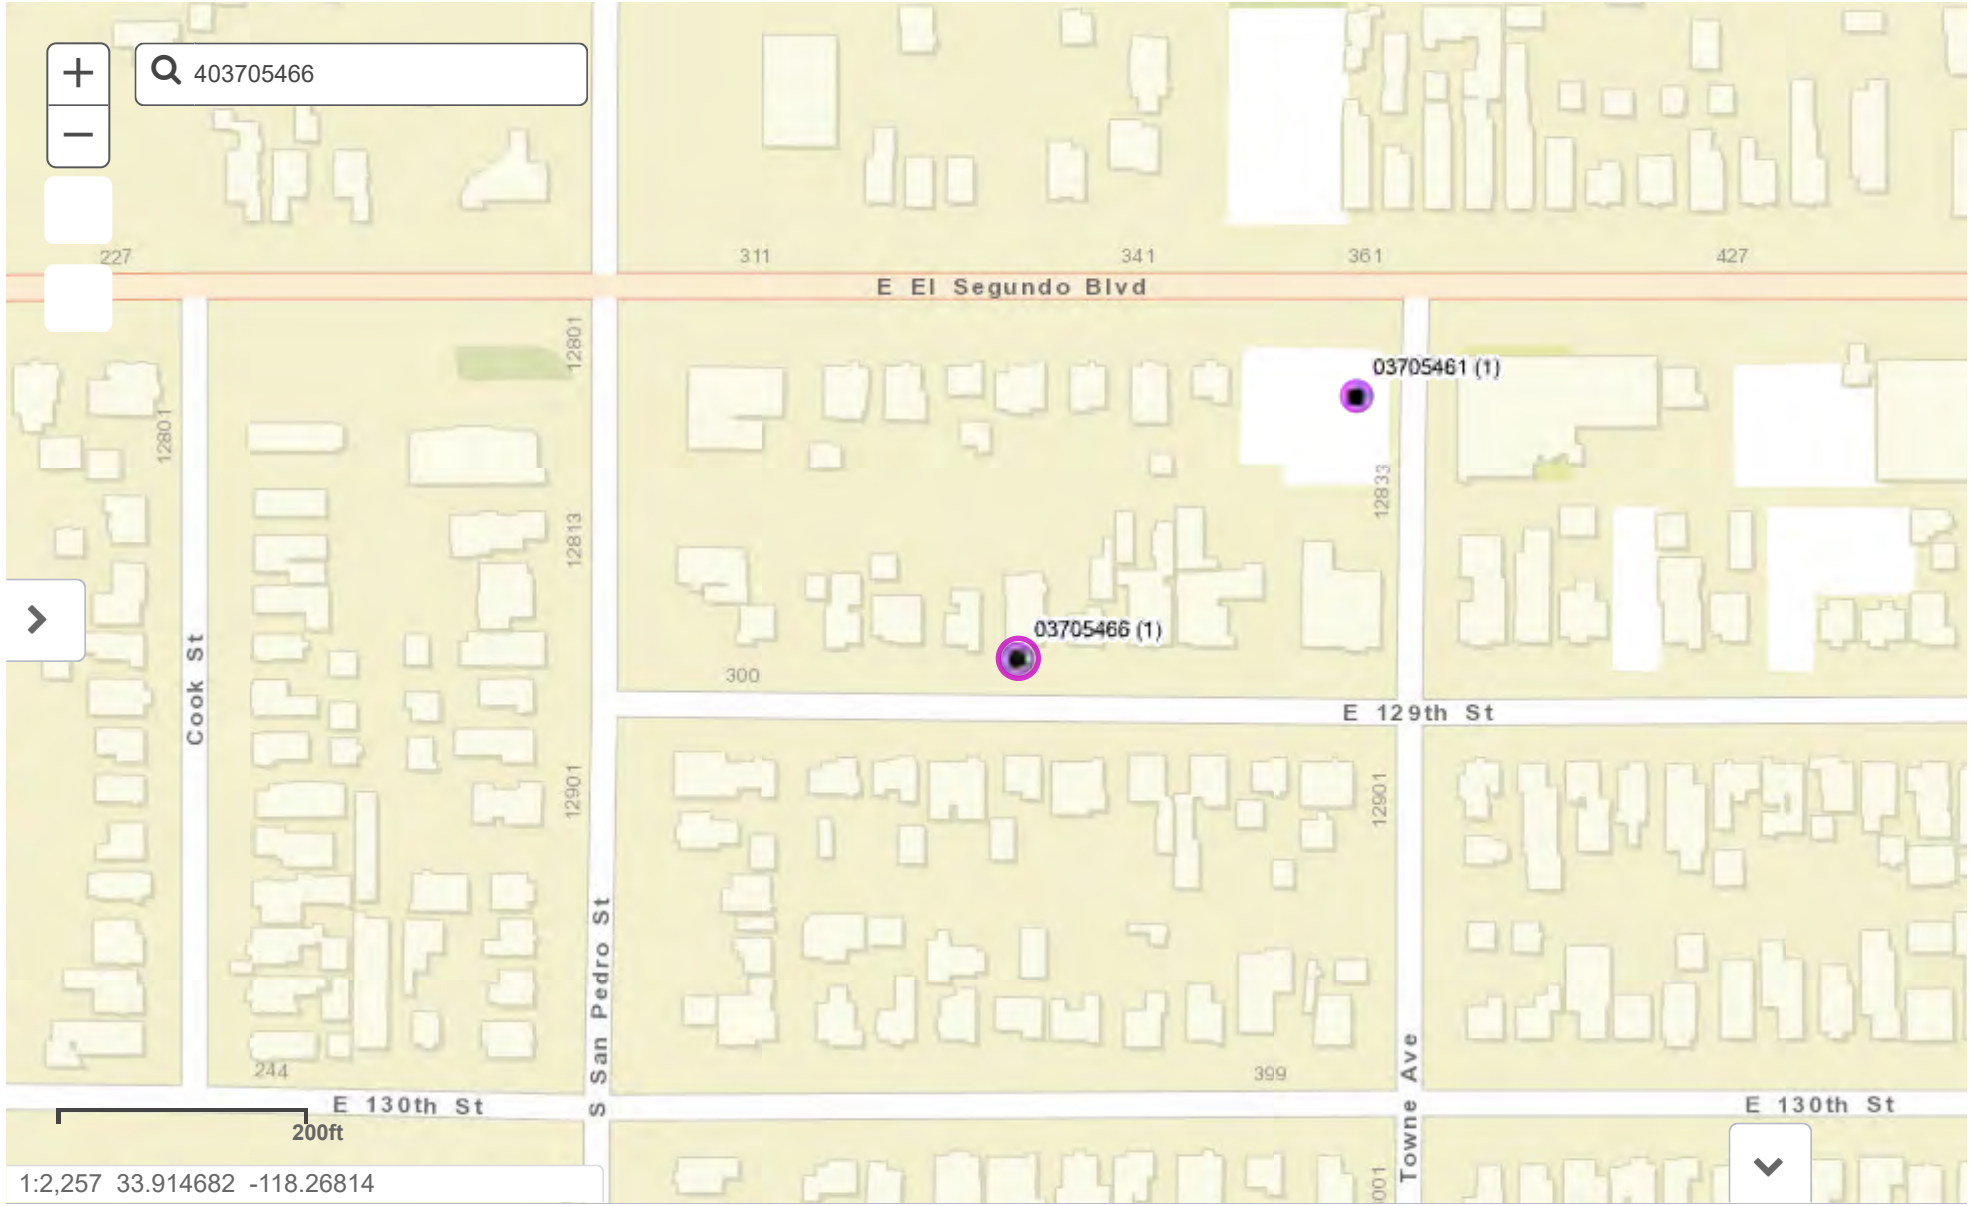 403705466
227
311
341
361
427
E El Segundo Blvd
12801
12801
03705461 (1)
12833
12813
03705466 (1)
300
Cook St
E 129th St
12901
12901
S San Pedro St
Towne Ave
244
399
E 130th St
E 130th St
200ft
001
1:2,257 33.914682 -118.26814